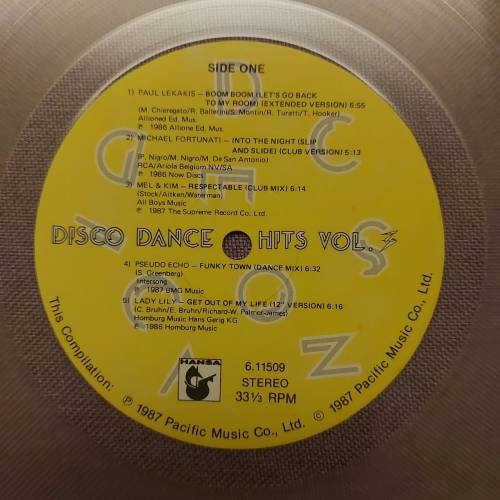 SIDE ONE
1) PAUL LEKAKIS – BOOM BOOM (LET'S GO BACK
TO MY ROOM) (EXTENDED VERSION) 6:55
(M. Chieregato/R. Ballerini/S. Montin/R. Turatti/T. Hooker)
Allioned Ed. Mus.
℗ 1986 Allione Ed. Mus.
2) MICHAEL FORTUNATI – INTO THE NIGHT (SLIP
AND SLIDE) (CLUB VERSION) 5:13
(P. Nigro/M. Nigro/M. De San Antonio)
RCA/Ariola Belgium NV/SA
℗ 1986 Now Discs
3) MEL & KIM – RESPECTABLE (CLUB MIX) 6:14
(Stock/Aitken/Waterman)
All Boys Music
℗ 1987 The Supreme Record Co. Ltd.
DISCO DANCE HITS VOL. 3
4) PSEUDO ECHO – FUNKY TOWN (DANCE MIX) 6:32
(S. Greenberg)
Intersong
℗ 1987 BMG Music
5) LADY LILY – GET OUT OF MY LIFE (12" VERSION) 6:16
(C. Bruhn/E. Bruhn/Richard-W. Palmer-James)
Homburg Music Hans Gerig KG
℗ 1986 Homburg Music
HANSA
6.11509
STEREO
33⅓ RPM
This Compilation: ℗ 1987 Pacific Music Co., Ltd. © 1987 Pacific Music Co., Ltd.